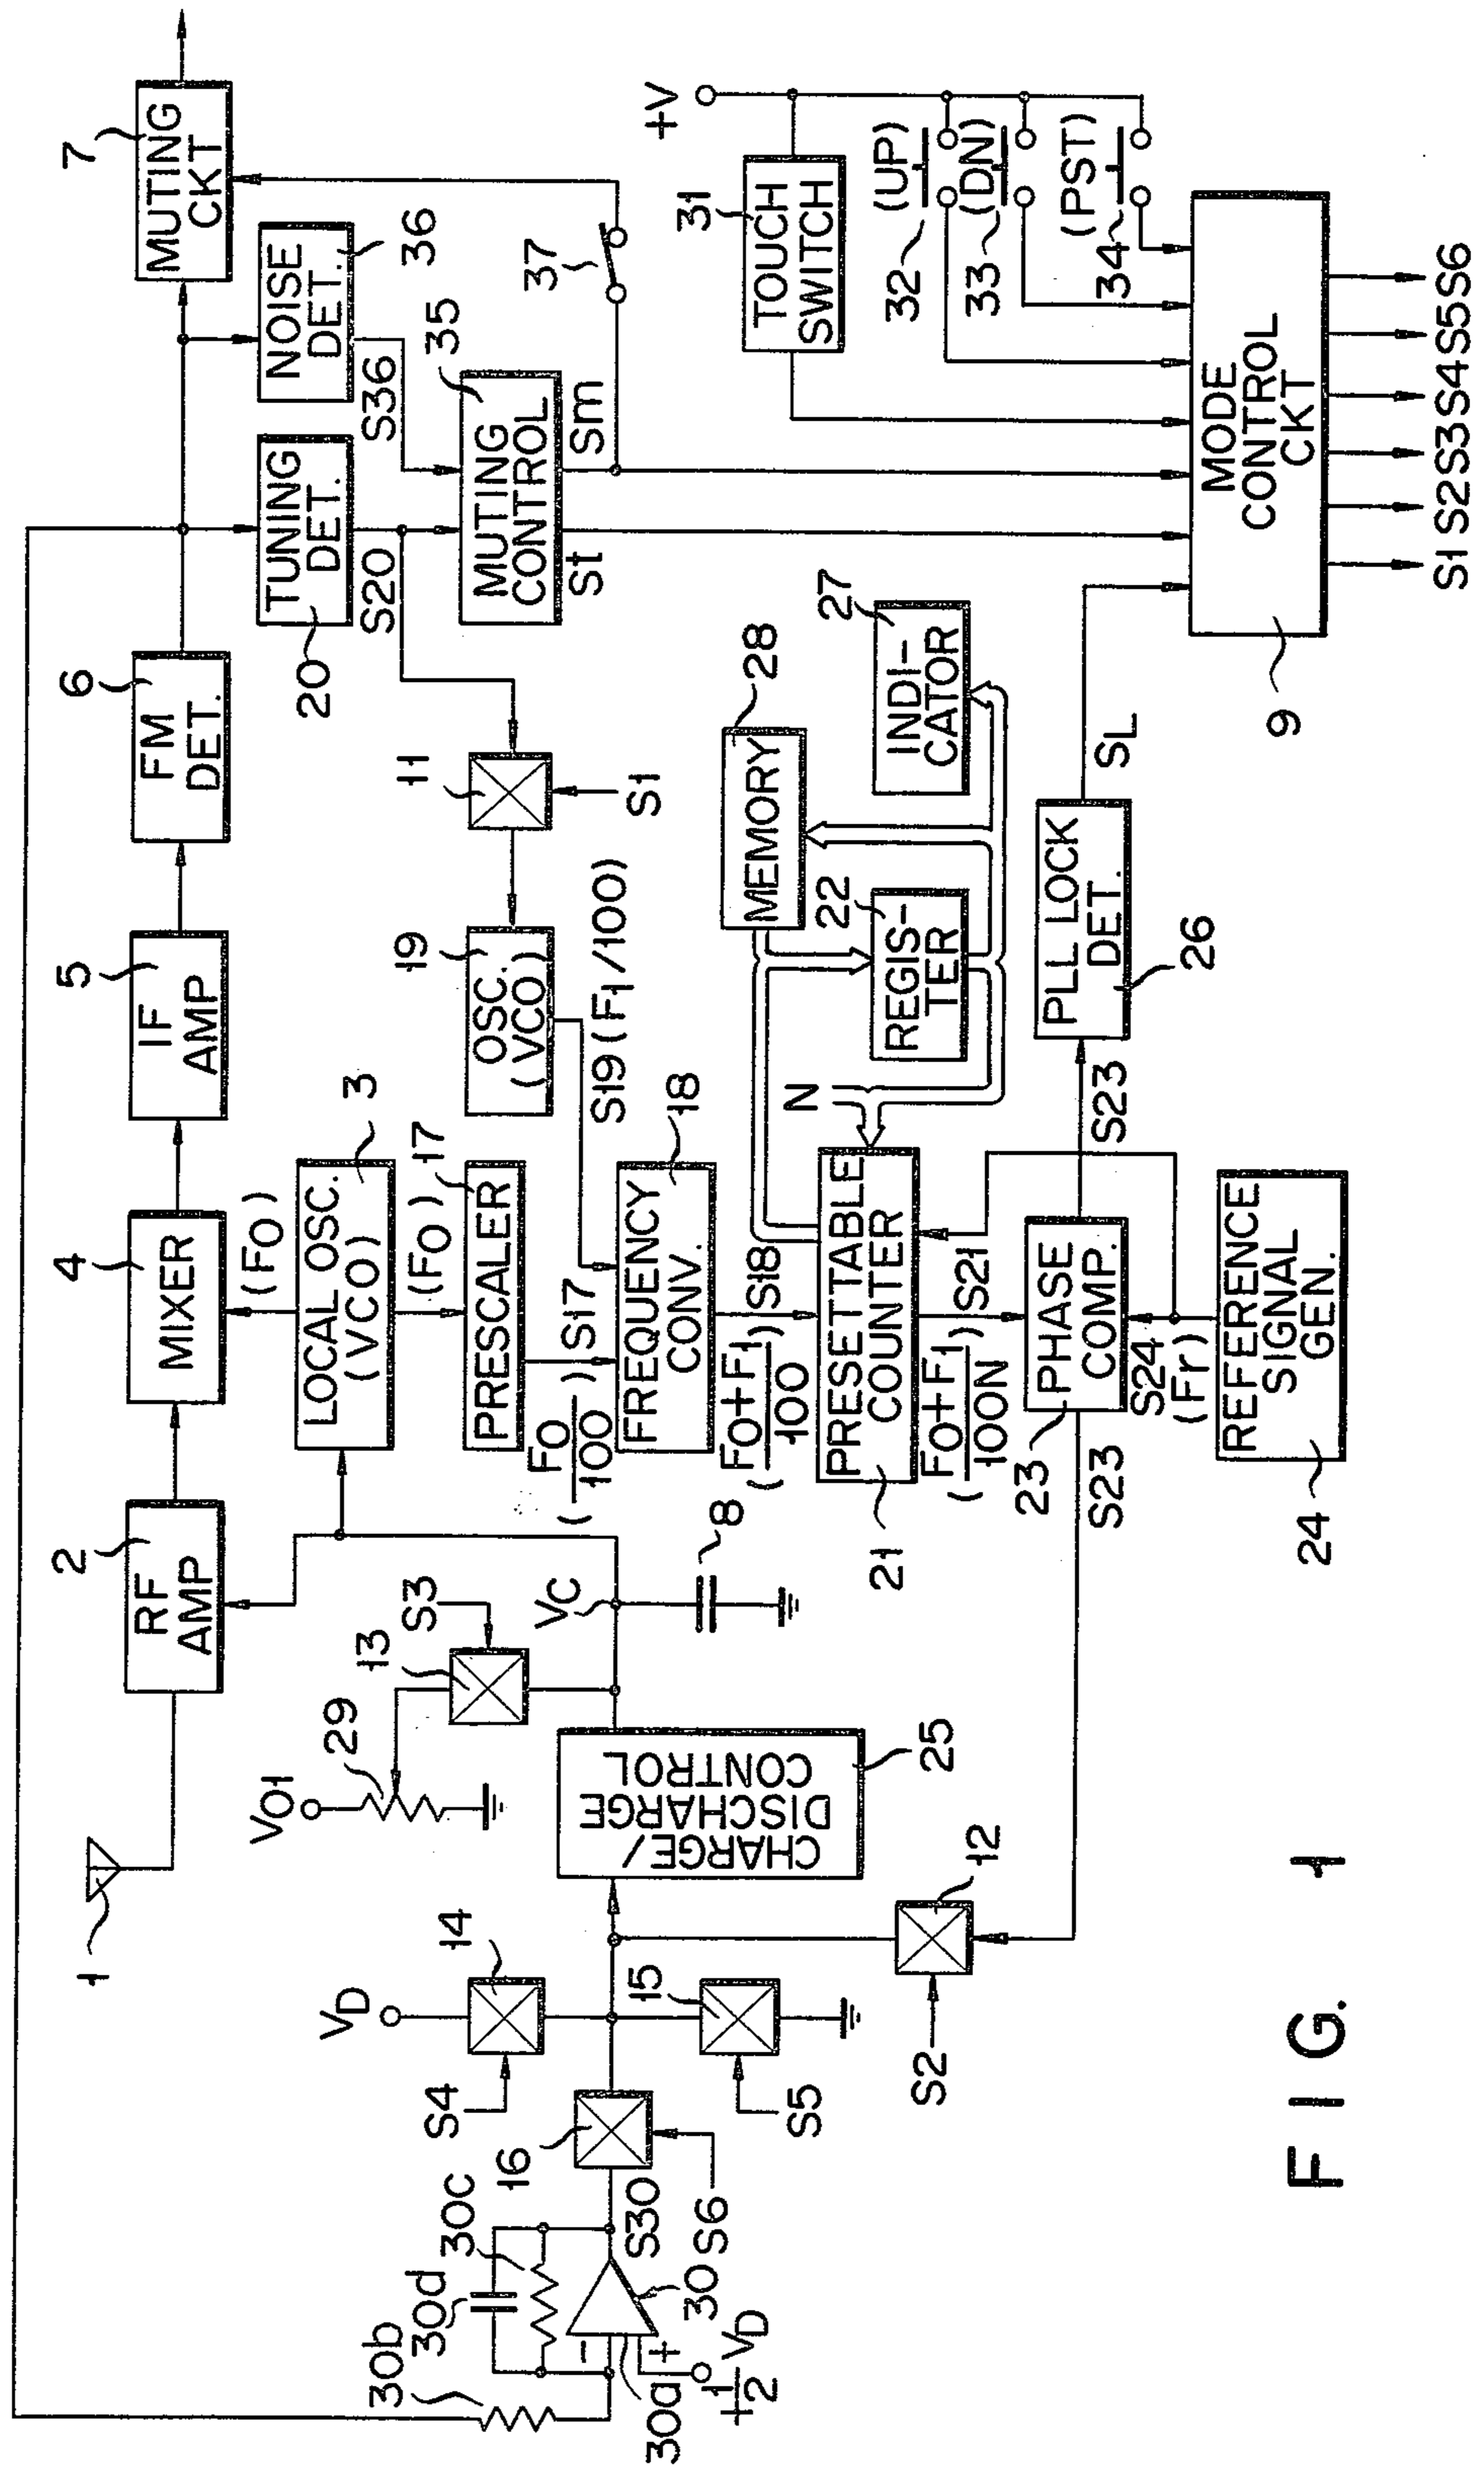 1
2
RF
AMP
4
MIXER
5
IF
AMP
6
FM
DET.
7
MUTING
CKT
(Fo)
3
LOCAL OSC.
(VCO)
(Fo)
17
PRESCALER
(Fo/100)
S17
18
FREQUENCY
CONV.
(Fo+F1/100)
S18
21
PRESETTABLE
COUNTER
(Fo+F1/100N)
S21
23
PHASE
COMP.
S23
S23
S24
(Fr)
24
REFERENCE
SIGNAL
GEN.
20
TUNING
DET.
S20
36
NOISE
DET.
S36
35
MUTING
CONTROL
St
Sm
37
11
S1
19
OSC.
(VCO)
S19(F1/100)
28
MEMORY
22
REGIS-
TER
N
27
INDI-
CATOR
26
PLL LOCK
DET.
SL
+V
31
TOUCH
SWITCH
32
(UP)
33
(DN)
34
(PST)
9
MODE
CONTROL
CKT
S1 S2 S3 S4 S5 S6
VO1
29
13
S3
VC
8
25
CHARGE/
DISCHARGE
CONTROL
VD
14
S4
15
S5
12
S2
16
S6
S30
30
30a
30b
30c
30d
-
+
+1/2 VD
FIG. 1